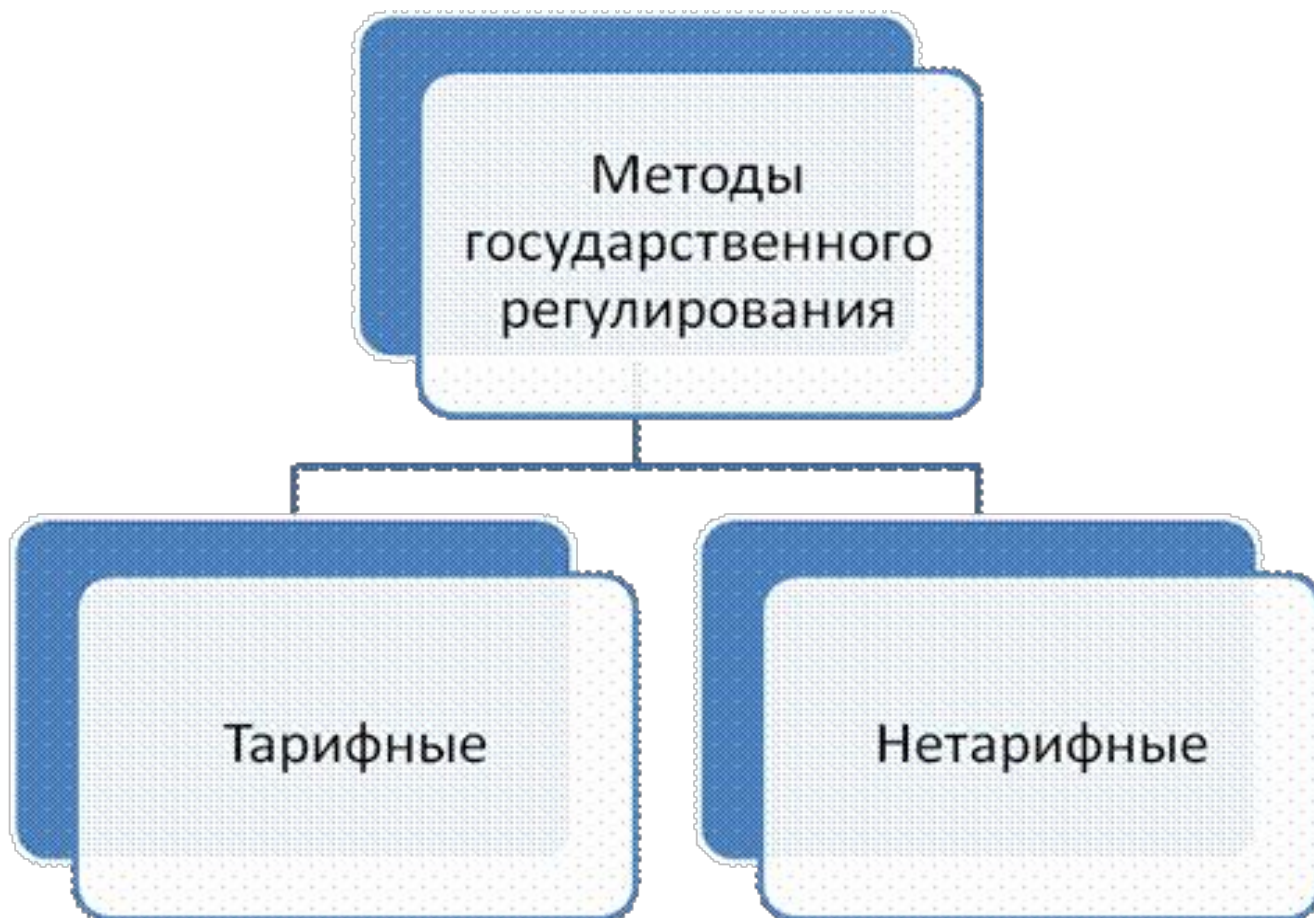 Методы
государственного
регулирования
Тарифные
Нетарифные